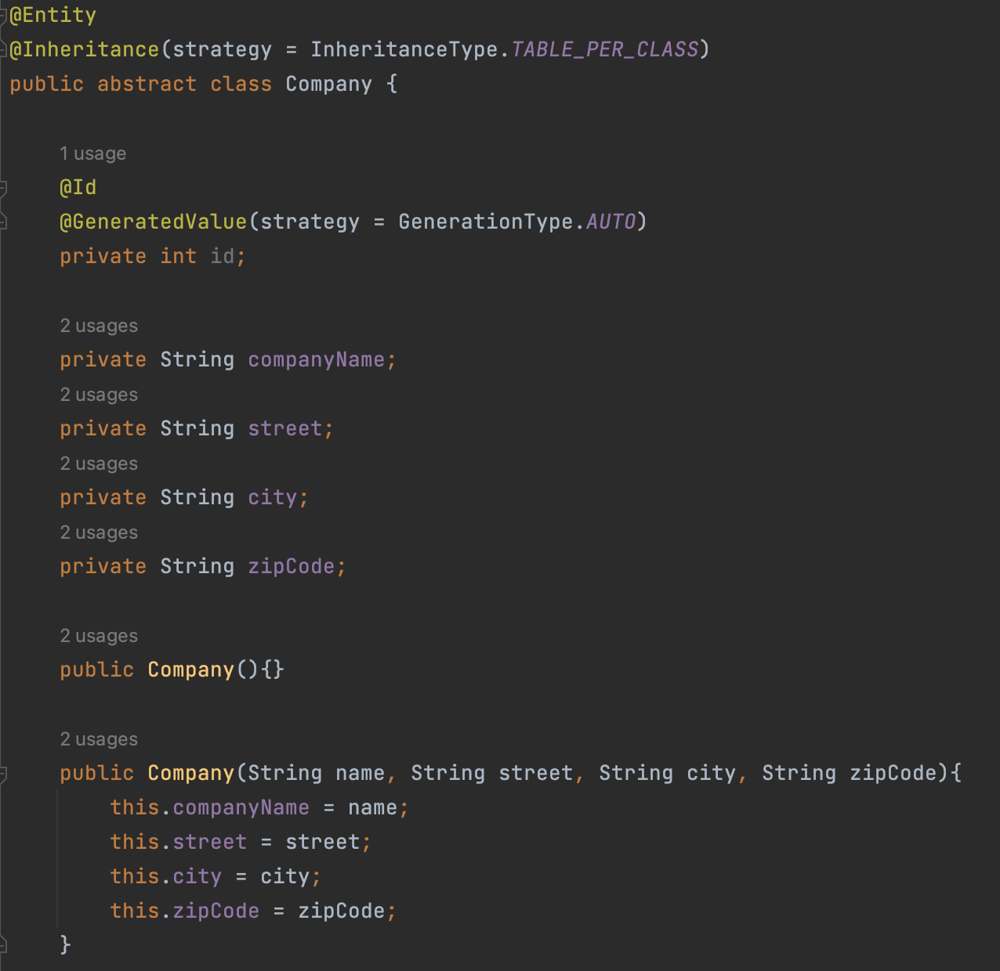 @Entity
@Inheritance(strategy = InheritanceType.TABLE_PER_CLASS)
public abstract class Company {
1 usage
@Id
@GeneratedValue(strategy = GenerationType.AUTO)
private int id;
2 usages
private String companyName;
2 usages
private String street;
2 usages
private String city;
2 usages
private String zipCode;
2 usages
public Company(){}
2 usages
public Company(String name, String street, String city, String zipCode){
this.companyName = name;
this.street = street;
this.city = city;
this.zipCode = zipCode;
}